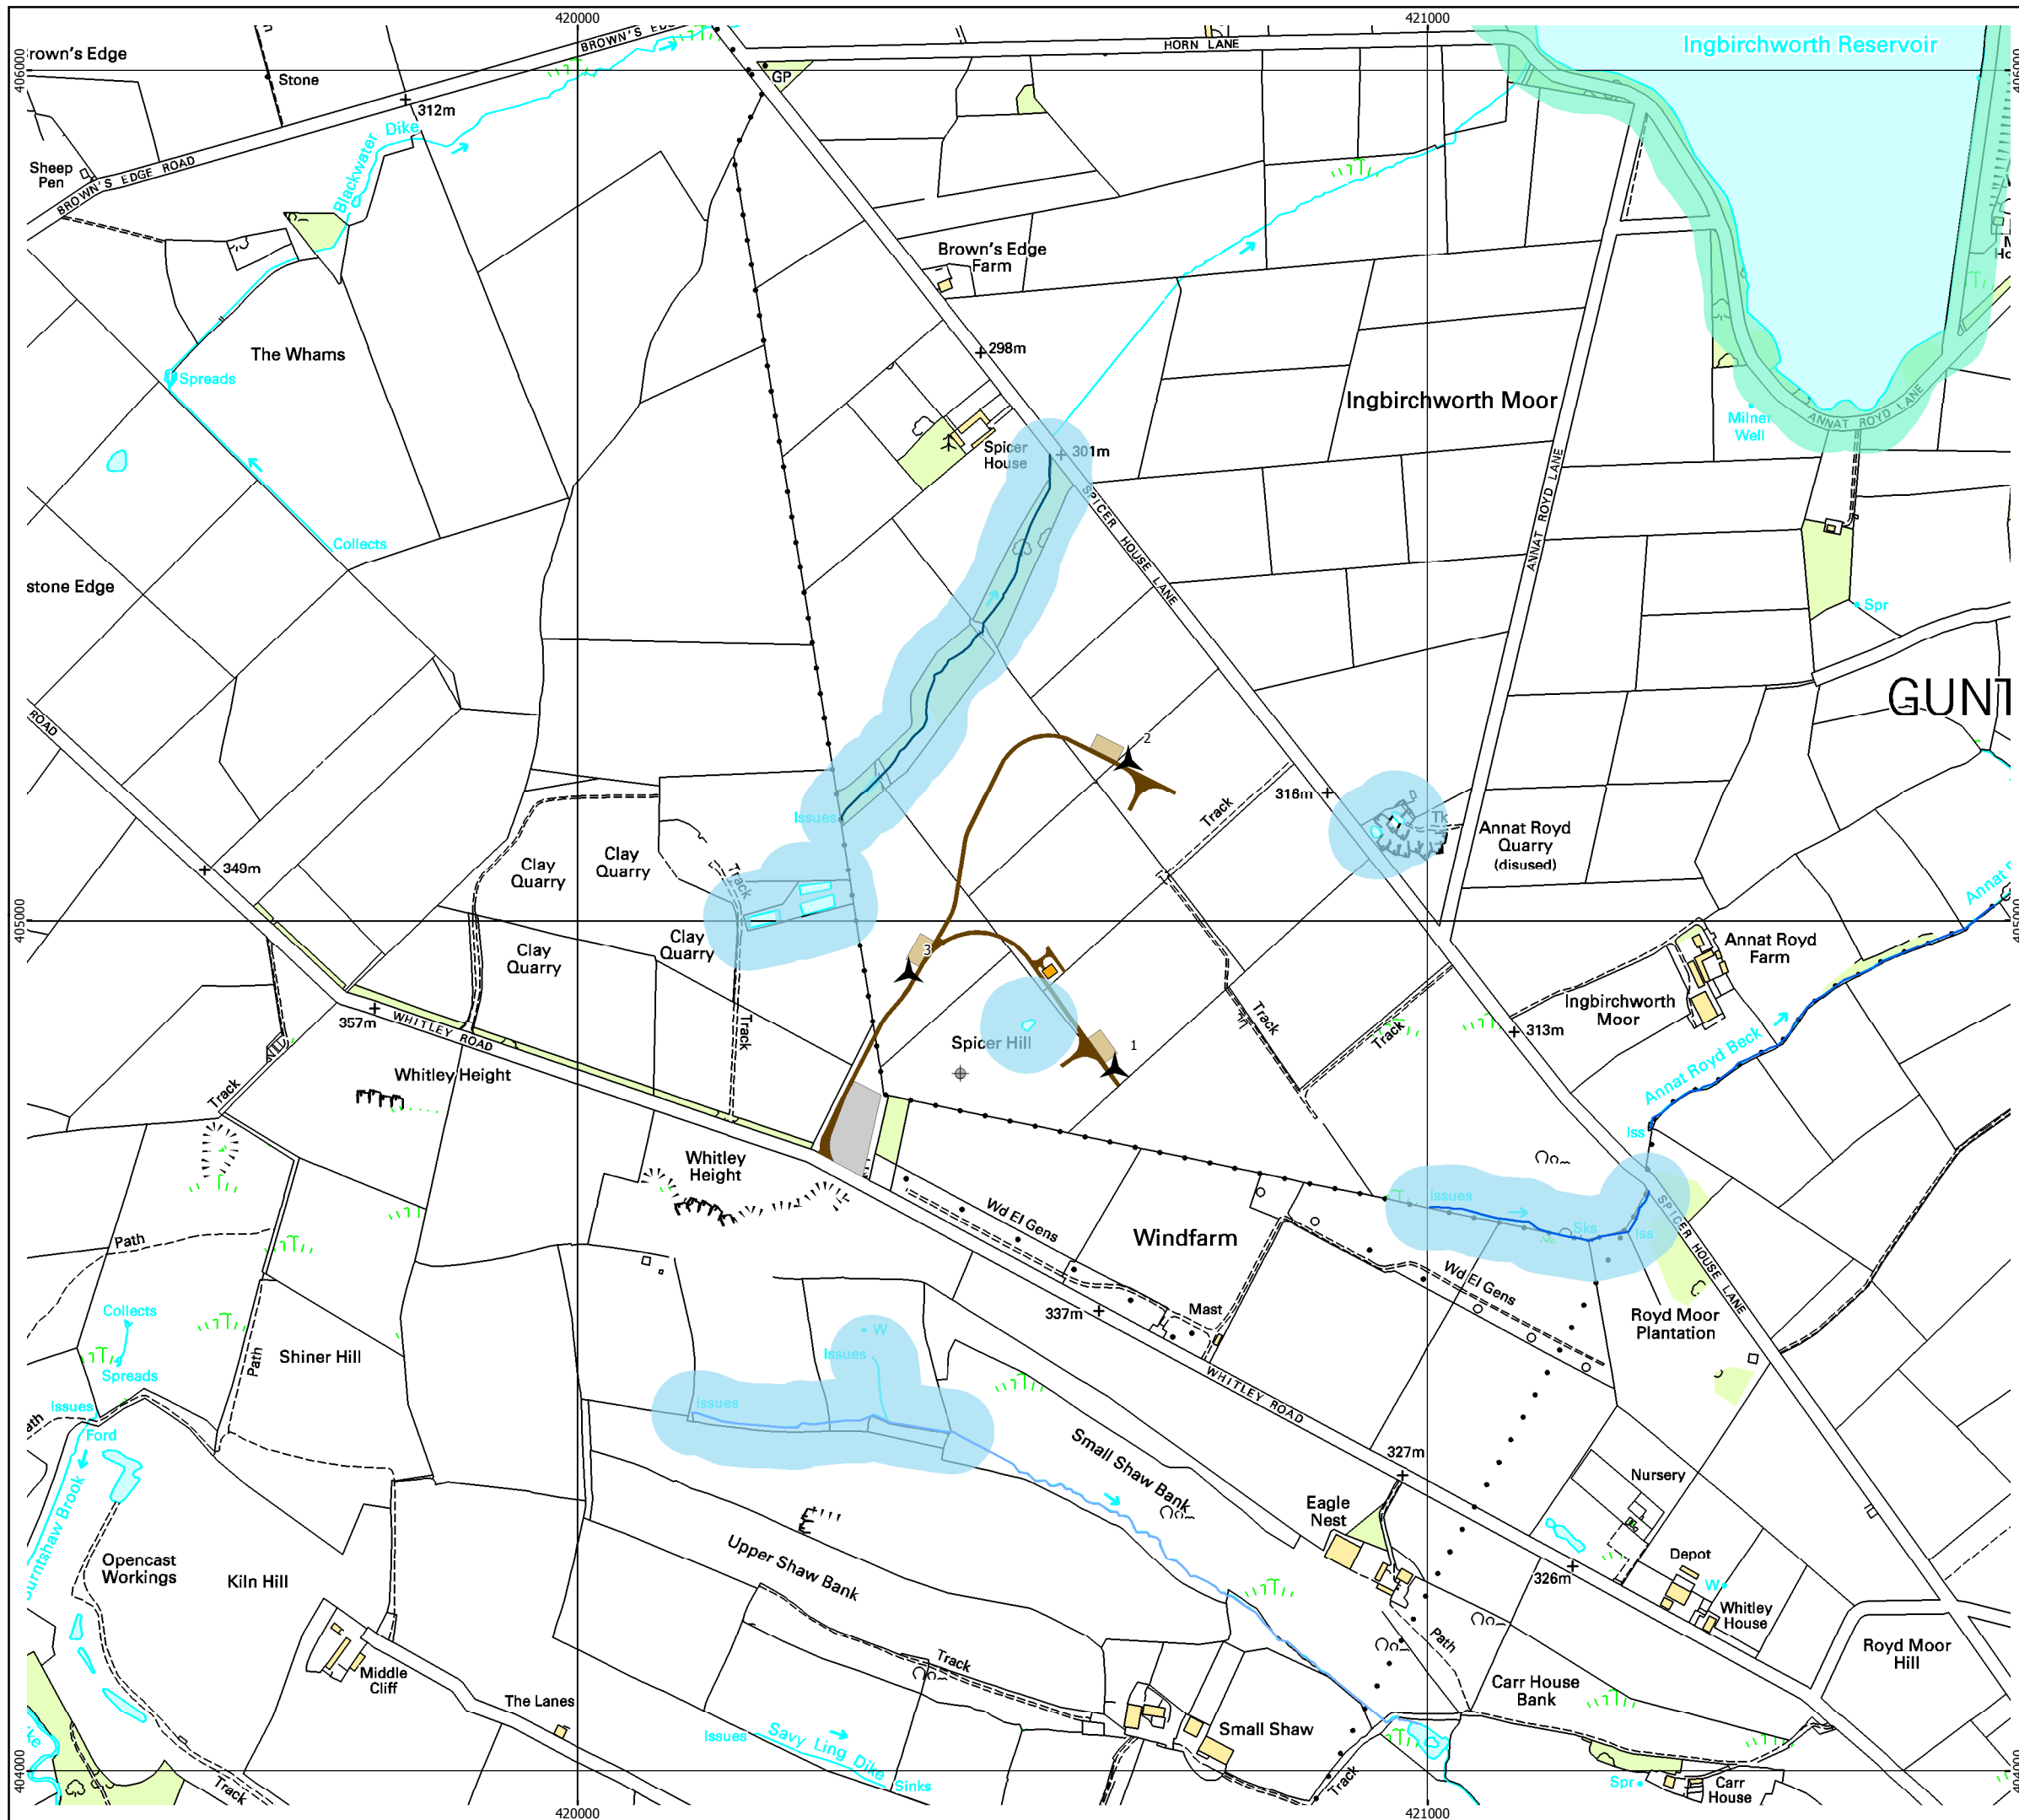 420000
421000
406000
406000
Brown's Edge
BROWN'S EDGE
HORN LANE
Ingbirchworth Reservoir
Stone
GP
312m
Blackwater
Dike
Sheep
Pen
BROWN'S EDGE ROAD
Brown's Edge
Farm
298m
The Whams
Spreads
Ingbirchworth Moor
ANNAT ROYD LANE
Milner
Well
Spicer
House
301m
SPICER HOUSE LANE
ANNAT ROYD LANE
Collects
stone Edge
Spr
GUNT
ROAD
2
316m
Track
Issues
Tk
Annat Royd
Quarry
(disused)
Clay
Quarry
Clay
Quarry
Track
349m
405000
405000
Clay
Quarry
Clay
Quarry
3
Annat Royd
Farm
Ingbirchworth
Moor
313m
357m
WHITLEY ROAD
Track
Track
Track
Spicer Hill
1
Whitley Height
Track
Annat Royd Beck
Iss
Whitley
Height
Path
Wd El Gens
Windfarm
Issues
Sks
Iss
SPICER HOUSE LANE
Wd El Gens
Mast
337m
Royd Moor
Plantation
Collects
Spreads
Path
Shiner Hill
W
Issues
Issues
Issues
Ford
WHITLEY ROAD
Small Shaw Bank
327m
Nursery
Eagle
Nest
Depot
W
326m
Whitley
House
Opencast
Workings
Kiln Hill
Upper Shaw Bank
Path
Royd Moor
Hill
Middle
Cliff
The Lanes
Track
Carr House
Bank
Small Shaw
Issues
Savy Ling Dike
Sinks
Track
Track
Spr
Carr
House
404000
404000
420000
421000